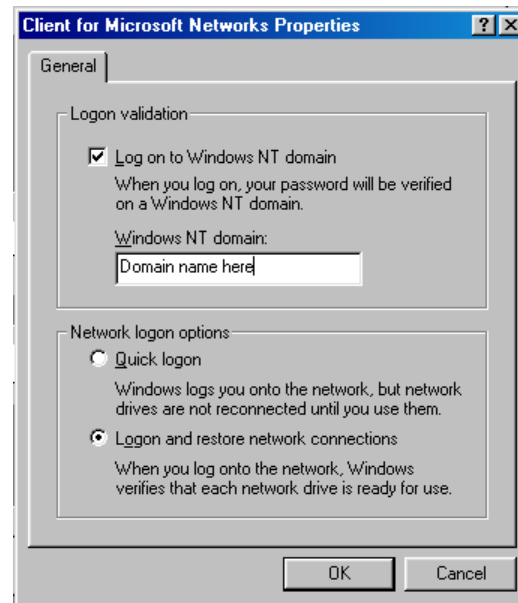 Client for Microsoft Networks Properties
General
Logon validation
Log on to Windows NT domain
When you log on, your password will be verified
on a Windows NT domain.
Windows NT domain:
Domain name here
Network logon options
Quick logon
Windows logs you onto the network, but network
drives are not reconnected until you use them.
Logon and restore network connections
When you log onto the network, Windows
verifies that each network drive is ready for use.
OK
Cancel